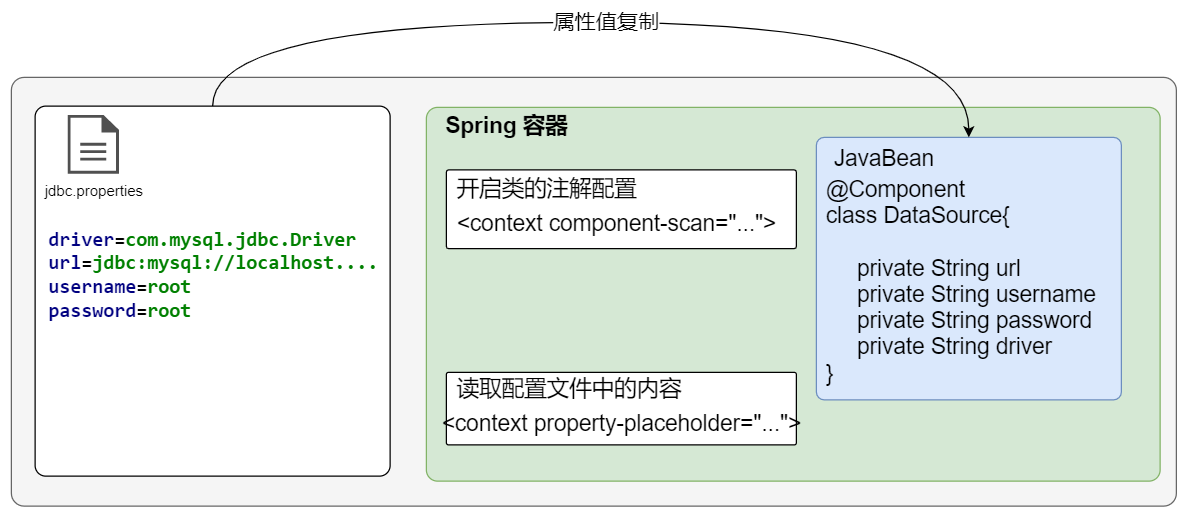 属性值复制
jdbc.properties
driver=com.mysql.jdbc.Driver
url=jdbc:mysql://localhost....
username=root
password=root
Spring 容器
开启类的注解配置
<context component-scan="...">
读取配置文件中的内容
<context property-placeholder="...">
JavaBean
@Component
class DataSource{
private String url
private String username
private String password
private String driver
}